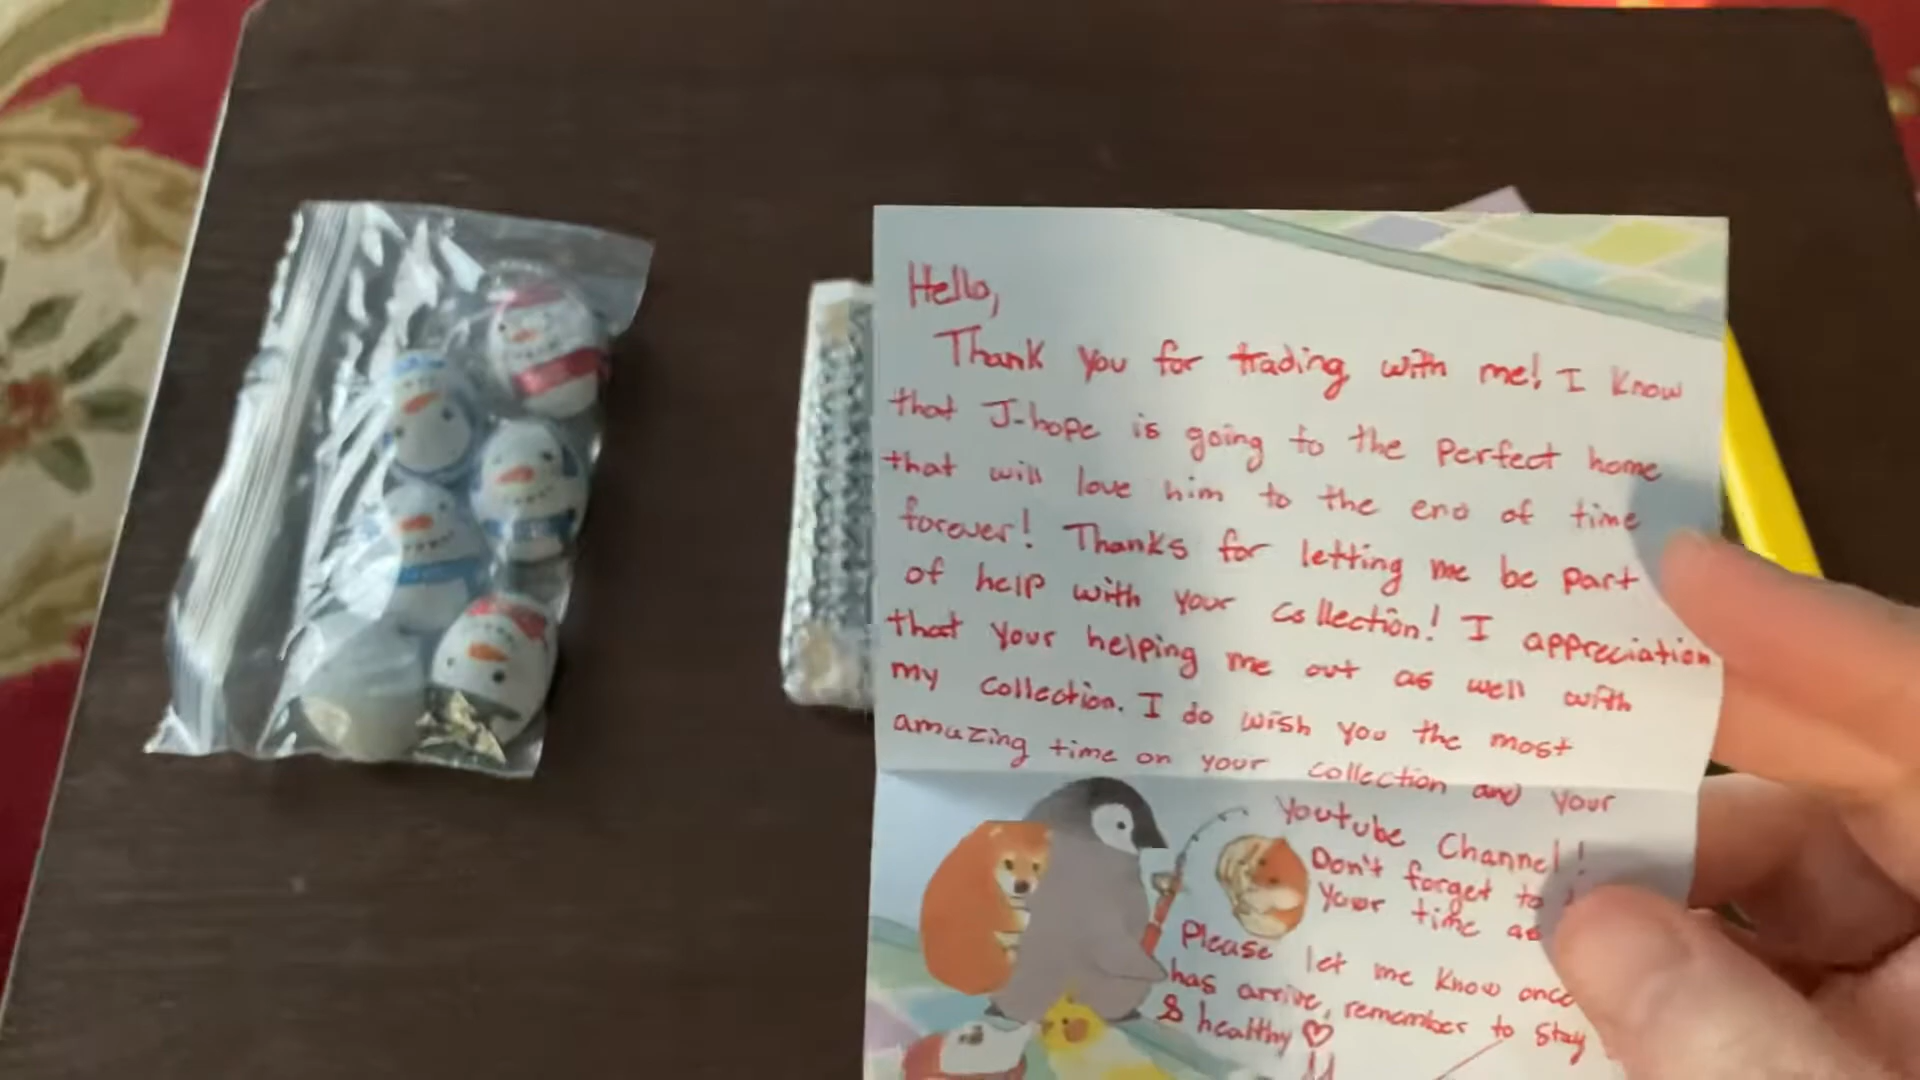 Hello,
Thank you for trading with me! I know
that J-hope is going to the perfect home
that will love him to the end of time
forever! Thanks for letting me be part
of help with your collection! I appreciation
that your helping me out as well with
my collection. I do wish you the most
amazing time on your collection and your
Youtube Channel!
Don't forget to
your time
Please let me know once
has arrive, remember to stay
& healthy ♡